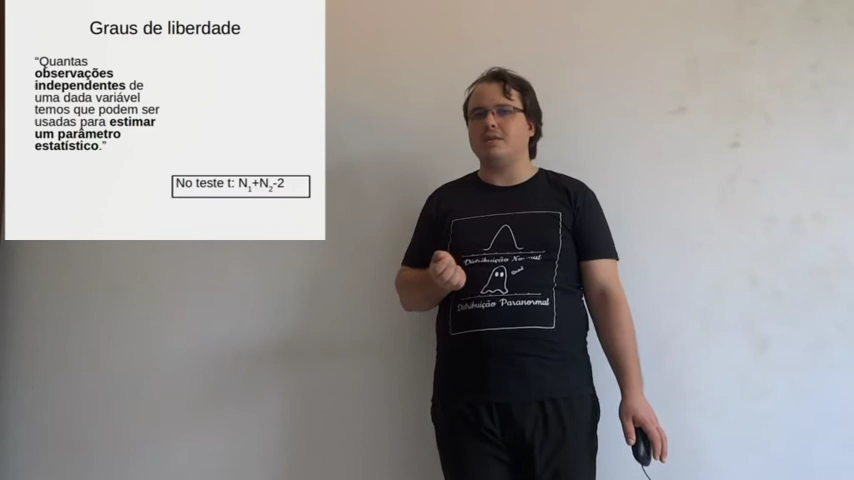 Graus de liberdade
“Quantas
observações
independentes de
uma dada variável
temos que podem ser
usadas para estimar
um parâmetro
estatístico.”
No teste t: N1+N2-2
Distribuição
Distribuição Paranormal